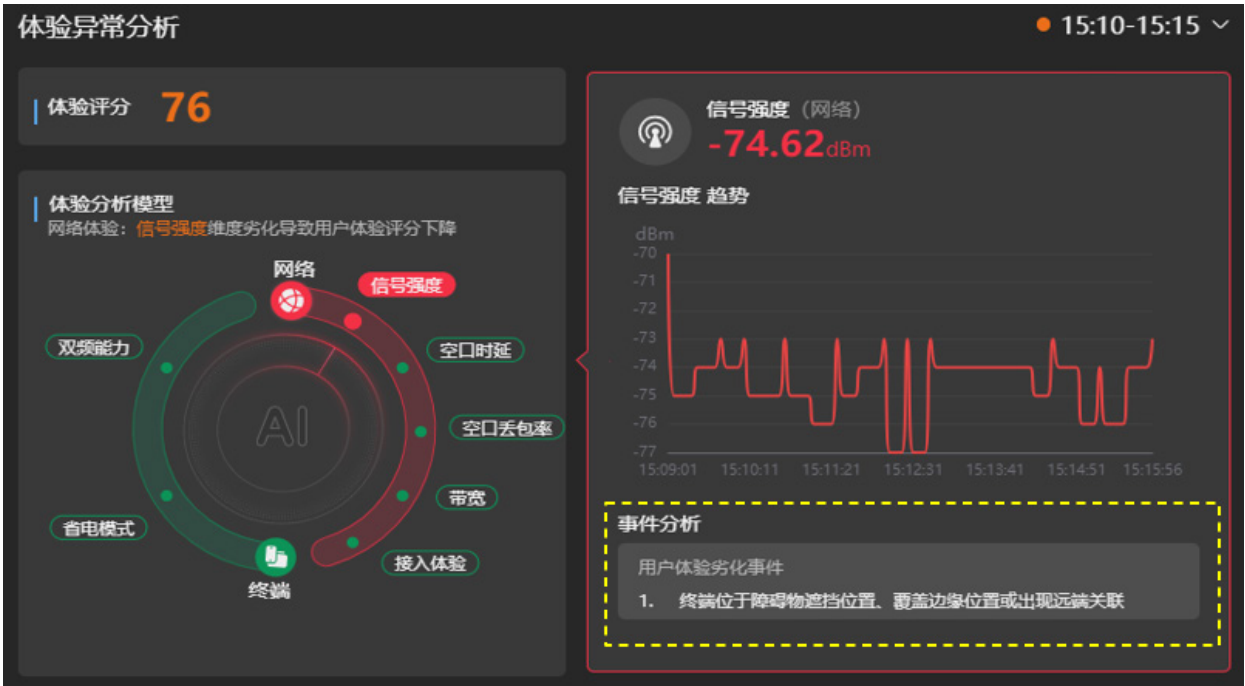 体验异常分析
15:10-15:15
体验评分 76
体验分析模型
网络体验：信号强度维度劣化导致用户体验评分下降
网络
信号强度
双频能力
空口时延
AI
空口丢包率
带宽
省电模式
接入体验
终端
信号强度（网络）
-74.62dBm
信号强度 趋势
dBm
-70
-71
-72
-73
-74
-75
-76
-77
15:09:01 15:10:11 15:11:21 15:12:31 15:13:41 15:14:51 15:15:56
事件分析
用户体验劣化事件
1. 终端位于障碍物遮挡位置、覆盖边缘位置或出现远端关联